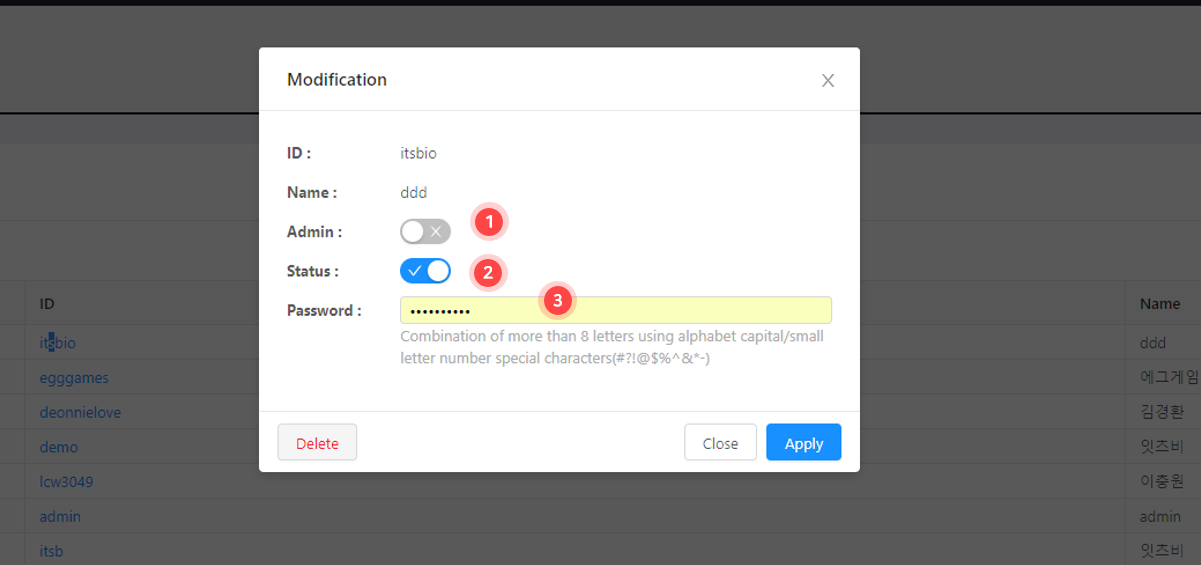 Modification
ID : itsbio
Name : ddd
Admin : 1
Status : 2
Password : •••••••••• 3
Combination of more than 8 letters using alphabet capital/small
letter number special characters(#?!@$%^&*-)
Delete Close Apply
ID Name
itsbio ddd
egggames 에그게임
deonnielove 김경환
demo 잇츠비
lcw3049 이충원
admin admin
itsb 잇츠비